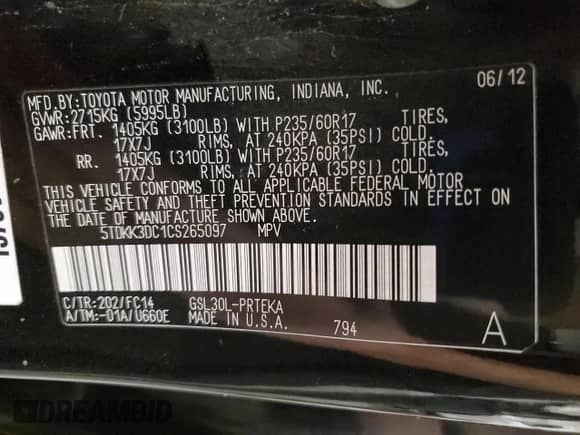 06/12
MFD.BY:TOYOTA MOTOR MANUFACTURING, INDIANA, INC.
GVWR:2715KG (5995LB)
GAWR:FRT. 1405KG (3100LB) WITH P235/60R17 TIRES,
17X7J RIMS, AT 240KPA (35PSI) COLD.
RR. 1405KG (3100LB) WITH P235/60R17 TIRES,
17X7J RIMS, AT 240KPA (35PSI) COLD.
THIS VEHICLE CONFORMS TO ALL APPLICABLE FEDERAL MOTOR
VEHICLE SAFETY AND THEFT PREVENTION STANDARDS IN EFFECT ON
THE DATE OF MANUFACTURE SHOWN ABOVE.
5TDKK3DC1CS265097 MPV
C/TR:202/FC14 GSL30L-PRTEKA
A/TM:-01A/U660E MADE IN U.S.A. 794 A
DREAMBID